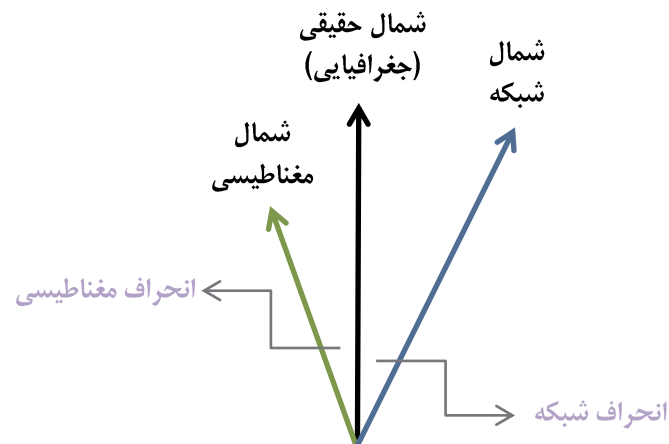 شمال حقیقی
(جغرافیایی)
شمال
شبکه
شمال
مغناطیسی
انحراف مغناطیسی
انحراف شبکه